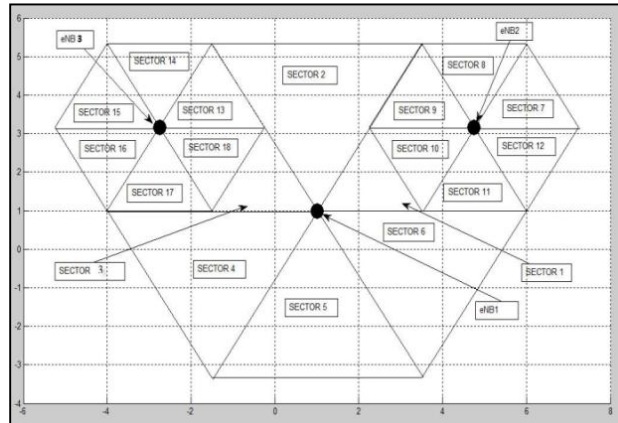 6
5
4
3
2
1
0
-1
-2
-3
-4
-6
-4
-2
0
2
4
6
8
eNB 3
SECTOR 14
SECTOR 2
eNB2
SECTOR 8
SECTOR 15
SECTOR 13
SECTOR 9
SECTOR 7
SECTOR 16
SECTOR 18
SECTOR 10
SECTOR 12
SECTOR 17
SECTOR 11
SECTOR 6
SECTOR 3
SECTOR 4
SECTOR 1
SECTOR 5
eNB1